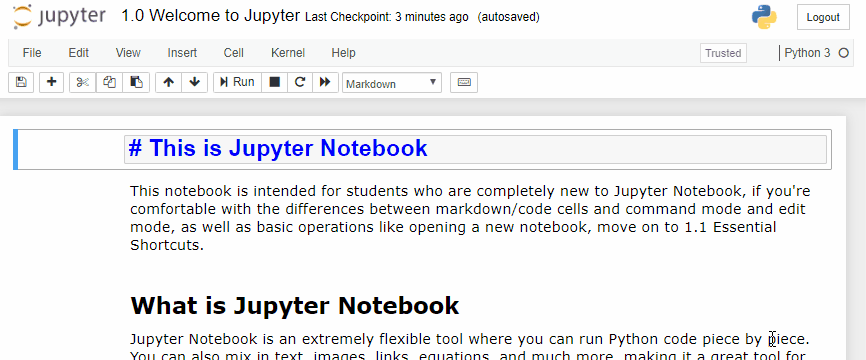 jupyter 1.0 Welcome to Jupyter Last Checkpoint: 3 minutes ago (autosaved) Logout
File Edit View Insert Cell Kernel Help Trusted Python 3
Run Markdown
# This is Jupyter Notebook
This notebook is intended for students who are completely new to Jupyter Notebook, if you're
comfortable with the differences between markdown/code cells and command mode and edit
mode, as well as basic operations like opening a new notebook, move on to 1.1 Essential
Shortcuts.
What is Jupyter Notebook
Jupyter Notebook is an extremely flexible tool where you can run Python code piece by piece.
You can also mix in text, images, links, equations, and much more, making it a great tool for